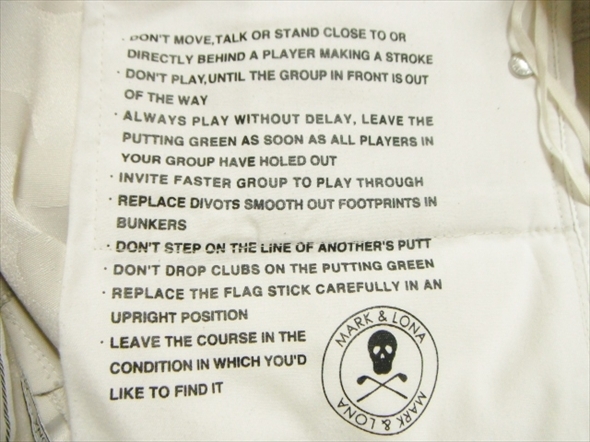 · DON'T MOVE,TALK OR STAND CLOSE TO OR
DIRECTLY BEHIND A PLAYER MAKING A STROKE
· DON'T PLAY,UNTIL THE GROUP IN FRONT IS OUT
OF THE WAY
· ALWAYS PLAY WITHOUT DELAY, LEAVE THE
PUTTING GREEN AS SOON AS ALL PLAYERS IN
YOUR GROUP HAVE HOLED OUT
· INVITE FASTER GROUP TO PLAY THROUGH
· REPLACE DIVOTS SMOOTH OUT FOOTPRINTS IN
BUNKERS
· DON'T STEP ON THE LINE OF ANOTHER'S PUTT
· DON'T DROP CLUBS ON THE PUTTING GREEN
· REPLACE THE FLAG STICK CAREFULLY IN AN
UPRIGHT POSITION
· LEAVE THE COURSE IN THE
CONDITION IN WHICH YOU'D
LIKE TO FIND IT
MARK & LONA
MARK & LONA